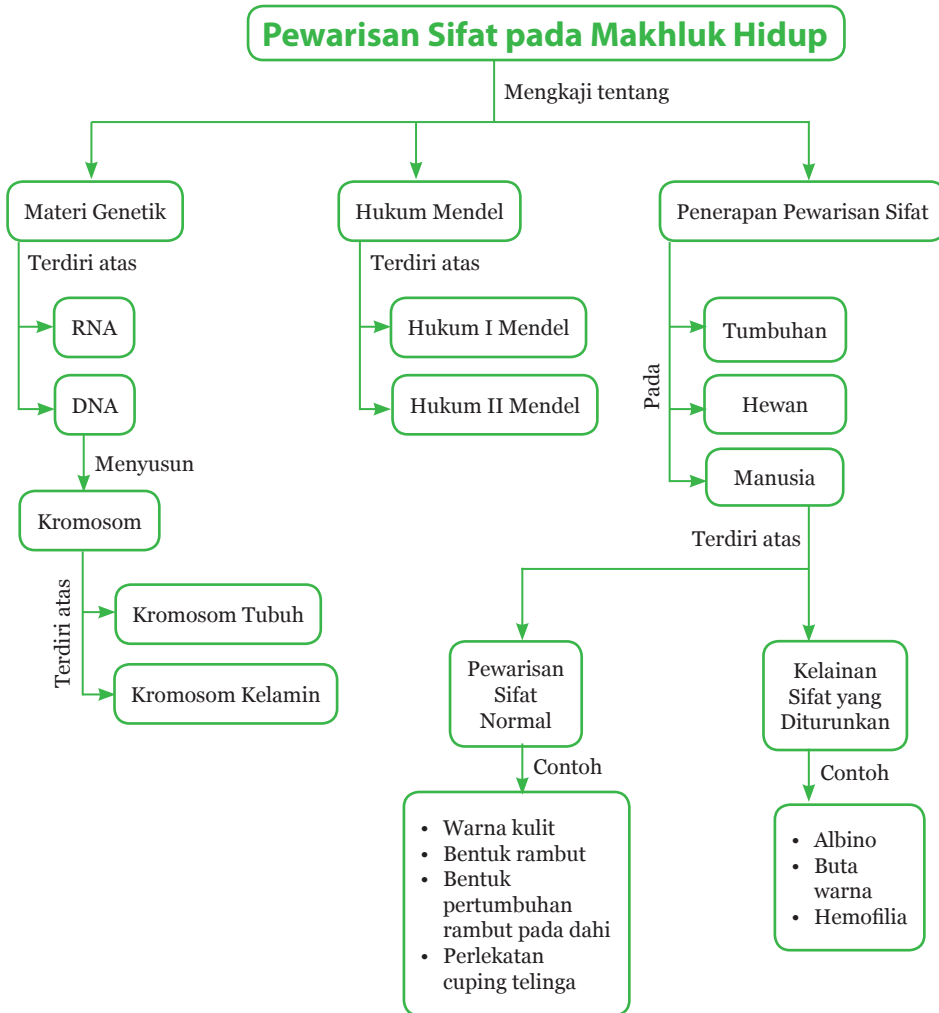 Pewarisan Sifat pada Makhluk Hidup
Mengkaji tentang
Materi Genetik
Terdiri atas
RNA
DNA
Menyusun
Kromosom
Terdiri atas
Kromosom Tubuh
Kromosom Kelamin
Hukum Mendel
Terdiri atas
Hukum I Mendel
Hukum II Mendel
Penerapan Pewarisan Sifat
Pada
Tumbuhan
Hewan
Manusia
Terdiri atas
Pewarisan
Sifat
Normal
Contoh
• Warna kulit
• Bentuk rambut
• Bentuk
pertumbuhan
rambut pada dahi
• Perlekatan
cuping telinga
Kelainan
Sifat yang
Diturunkan
Contoh
• Albino
• Buta
warna
• Hemofilia